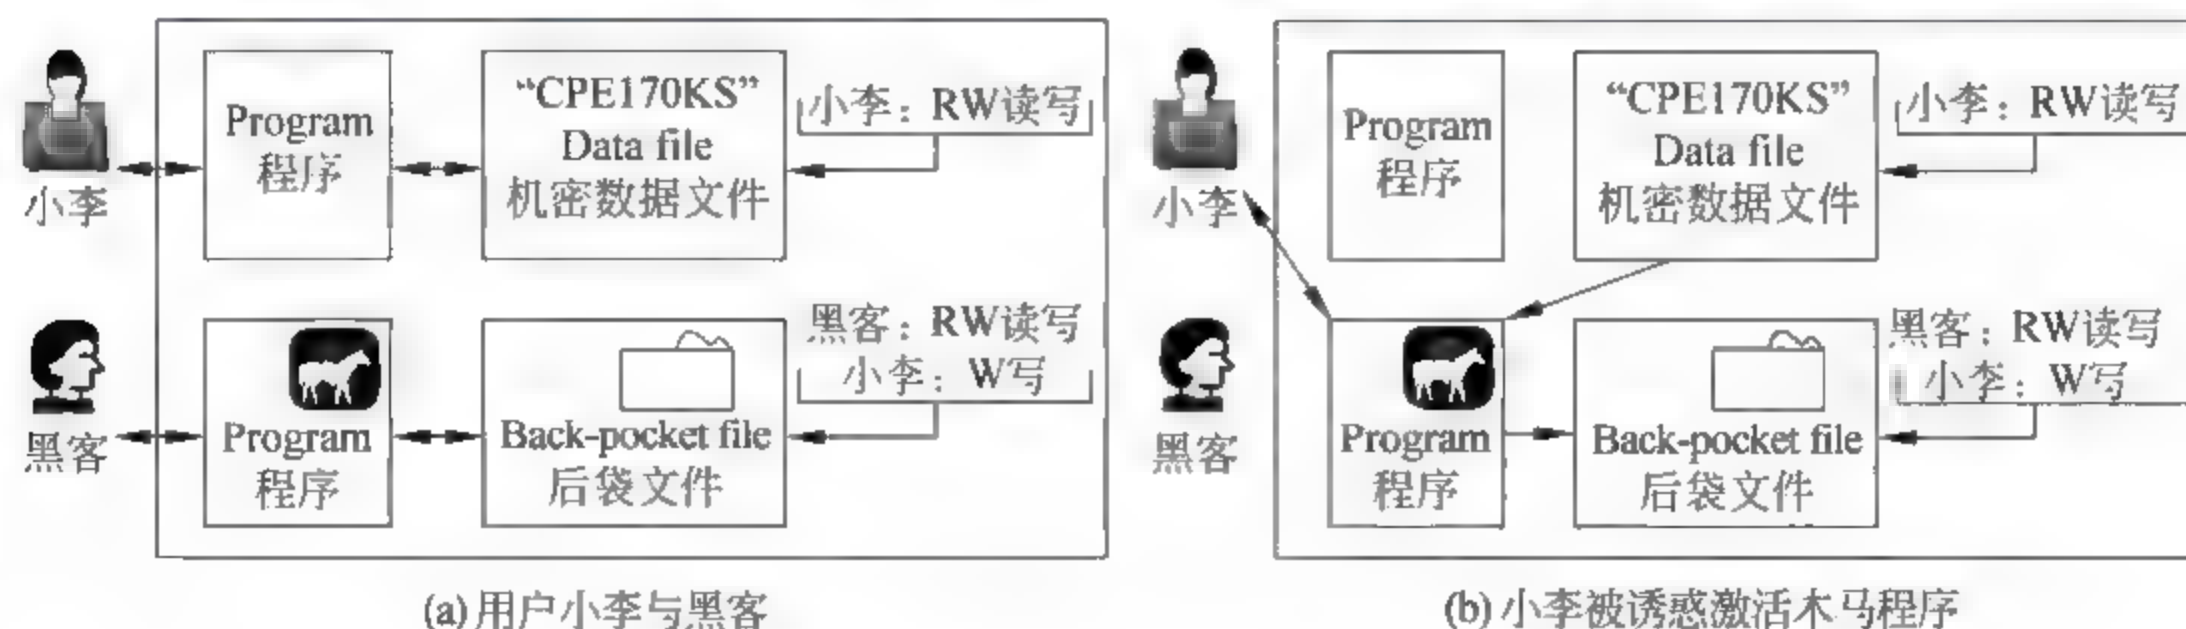 Program
程序
“CPE170KS”
Data file
机密数据文件
小李：RW读写
小李
Program
程序
Back-pocket file
后袋文件
黑客：RW读写
小李：W写
黑客
(a) 用户小李与黑客
Program
程序
“CPE170KS”
Data file
机密数据文件
小李：RW读写
小李
Program
程序
Back-pocket file
后袋文件
黑客：RW读写
小李：W写
黑客
(b) 小李被诱惑激活木马程序